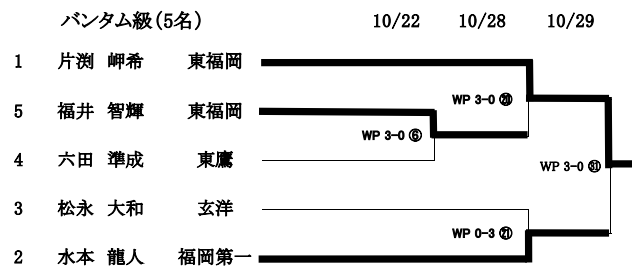 バンタム級（5名） 10/22 10/28 10/29
1 片渕 岬希 東福岡
WP 3-0 ⑳
5 福井 智輝 東福岡
WP 3-0 ⑥
4 六田 準成 東鷹
WP 3-0 ㉛
3 松永 大和 玄洋
WP 0-3 ㉑
2 水本 龍人 福岡第一